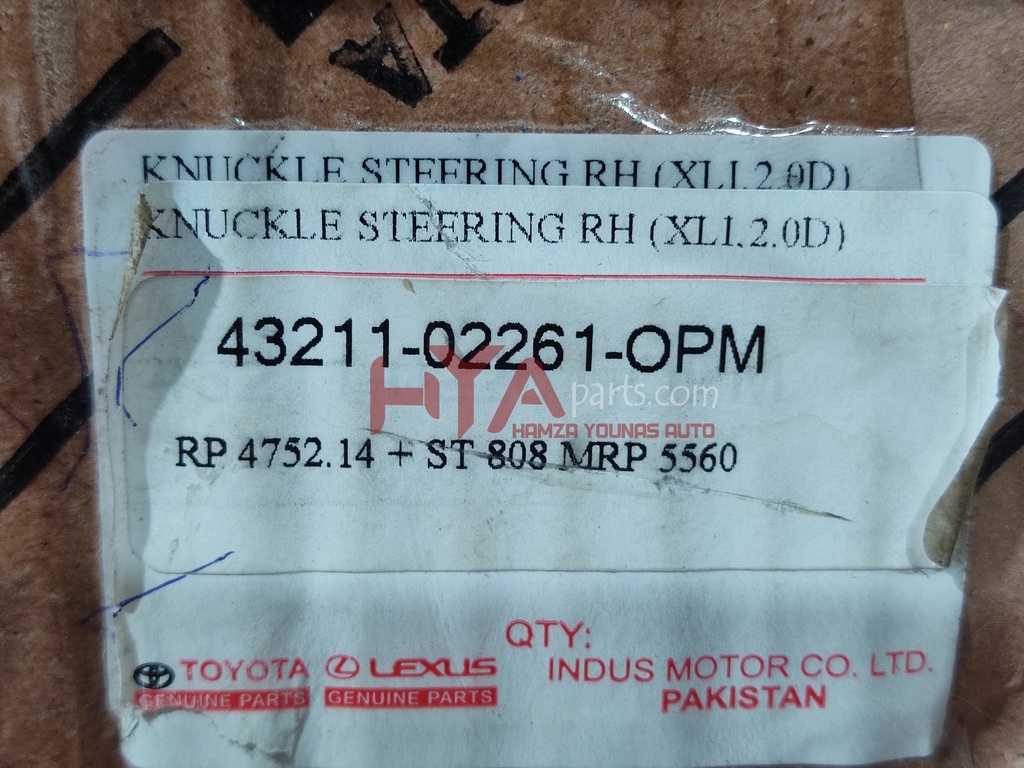 KNUCKLE STEERING RH (XLI,2.0D)
KNUCKLE STEERING RH (XLI,2.0D)
43211-02261-OPM
HYA parts.com
HAMZA YOUNAS AUTO
RP 4752.14 + ST 808 MRP 5560
QTY:
TOYOTA
GENUINE PARTS
LEXUS
GENUINE PARTS
INDUS MOTOR CO. LTD.
PAKISTAN